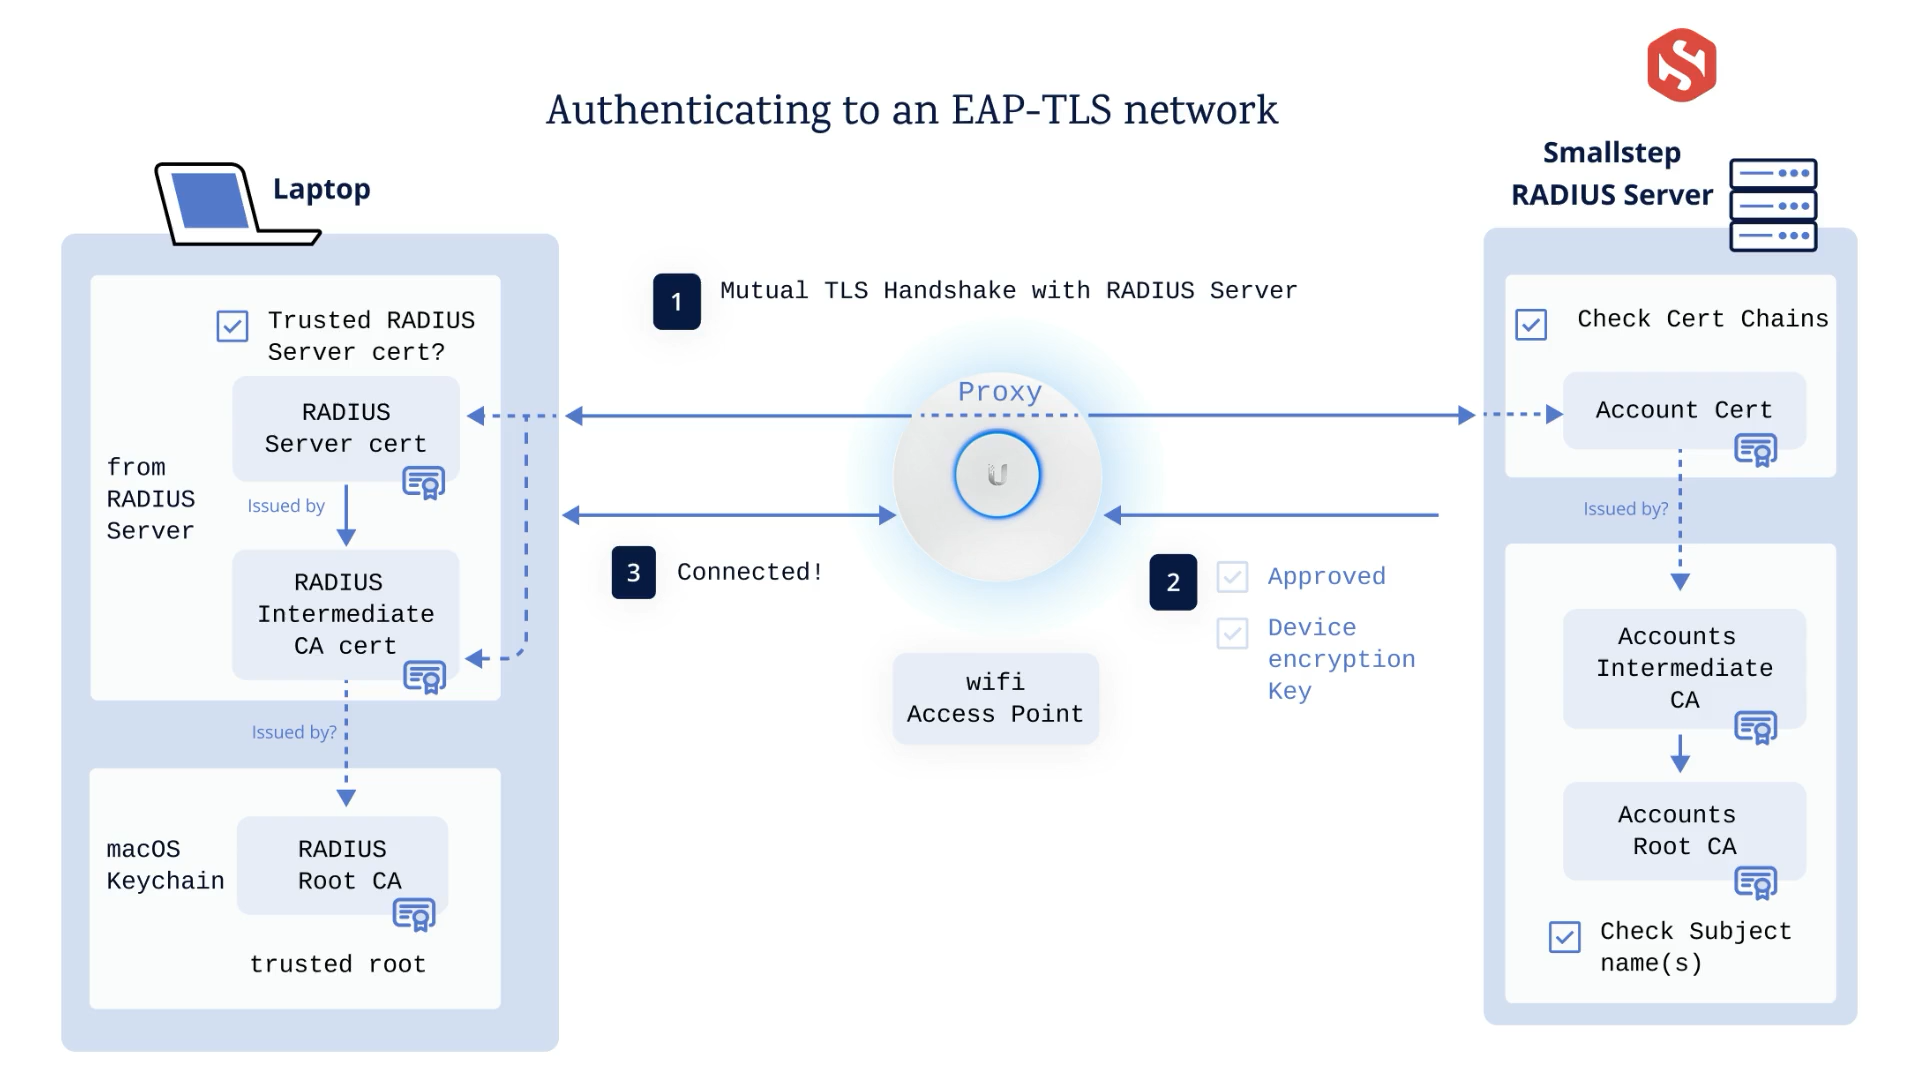 Authenticating to an EAP-TLS network
Laptop
Smallstep
RADIUS Server
Trusted RADIUS
Server cert?
RADIUS
Server cert
from
RADIUS
Server
Issued by
RADIUS
Intermediate
CA cert
Issued by?
macOS
Keychain
RADIUS
Root CA
trusted root
1
Mutual TLS Handshake with RADIUS Server
Proxy
U
3
Connected!
2
Approved
Device
encryption
Key
wifi
Access Point
Check Cert Chains
Account Cert
Issued by?
Accounts
Intermediate
CA
Accounts
Root CA
Check Subject
name(s)